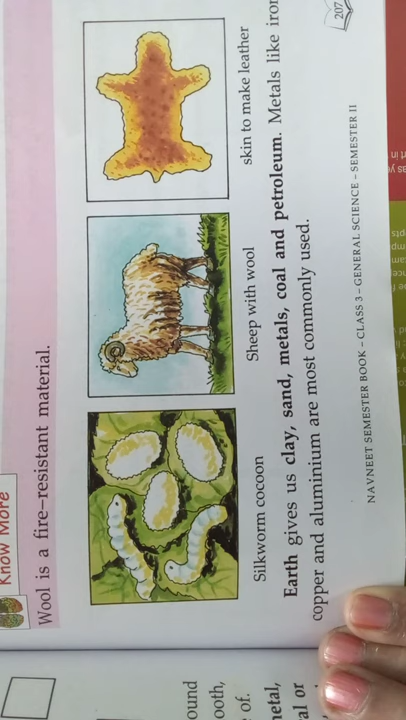 Know More
Wool is a fire–resistant material.
Silkworm cocoon
Sheep with wool
skin to make leather
Earth gives us clay, sand, metals, coal and petroleum. Metals like iron
copper and aluminium are most commonly used.
NAVNEET SEMESTER BOOK – CLASS 3 – GENERAL SCIENCE – SEMESTER II
207
ound
ooth,
of.
netal,
al or